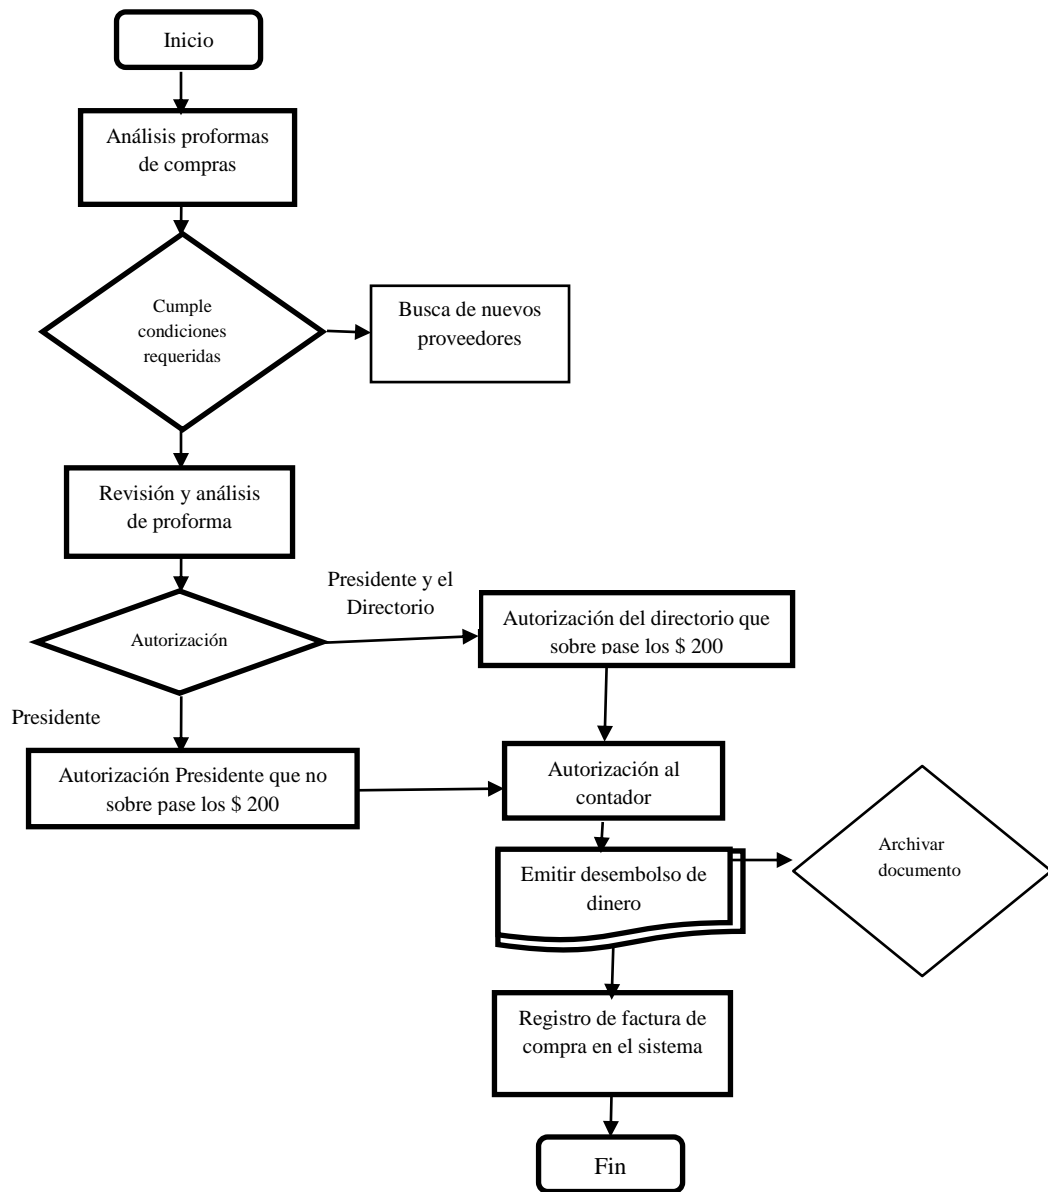 Inicio
Análisis proformas
de compras
Cumple
condiciones
requeridas
Busca de nuevos
proveedores
Revisión y análisis
de proforma
Presidente y el
Directorio
Autorización
Autorización del directorio que
sobre pase los $ 200
Presidente
Autorización Presidente que no
sobre pase los $ 200
Autorización al
contador
Emitir desembolso de
dinero
Archivar
documento
Registro de factura de
compra en el sistema
Fin